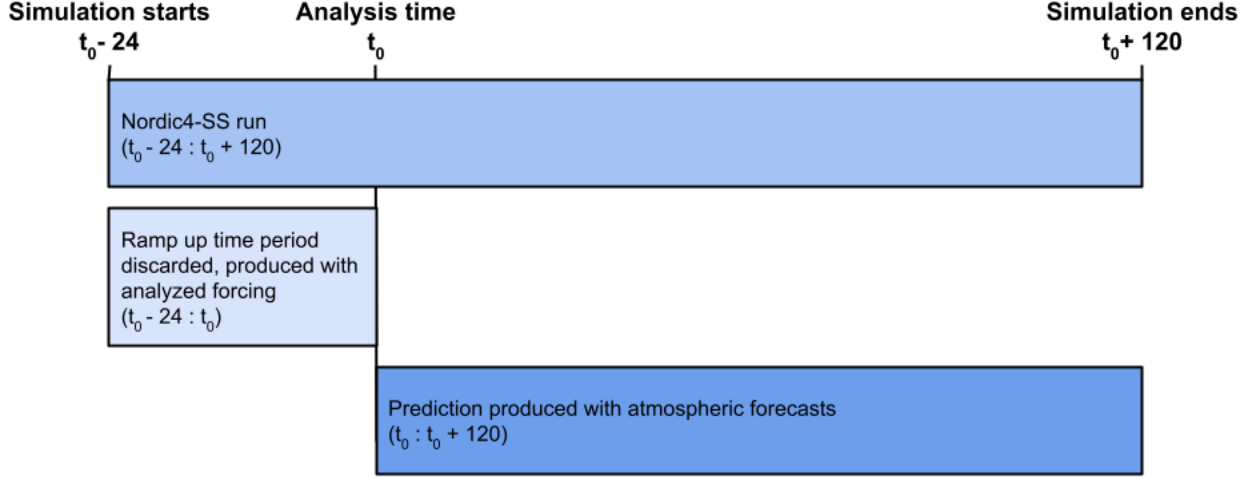 Simulation starts
t0 - 24
Analysis time
t0
Simulation ends
t0 + 120
Nordic4-SS run
(t0 - 24 : t0 + 120)
Ramp up time period
discarded, produced with
analyzed forcing
(t0 - 24 : t0)
Prediction produced with atmospheric forecasts
(t0 : t0 + 120)